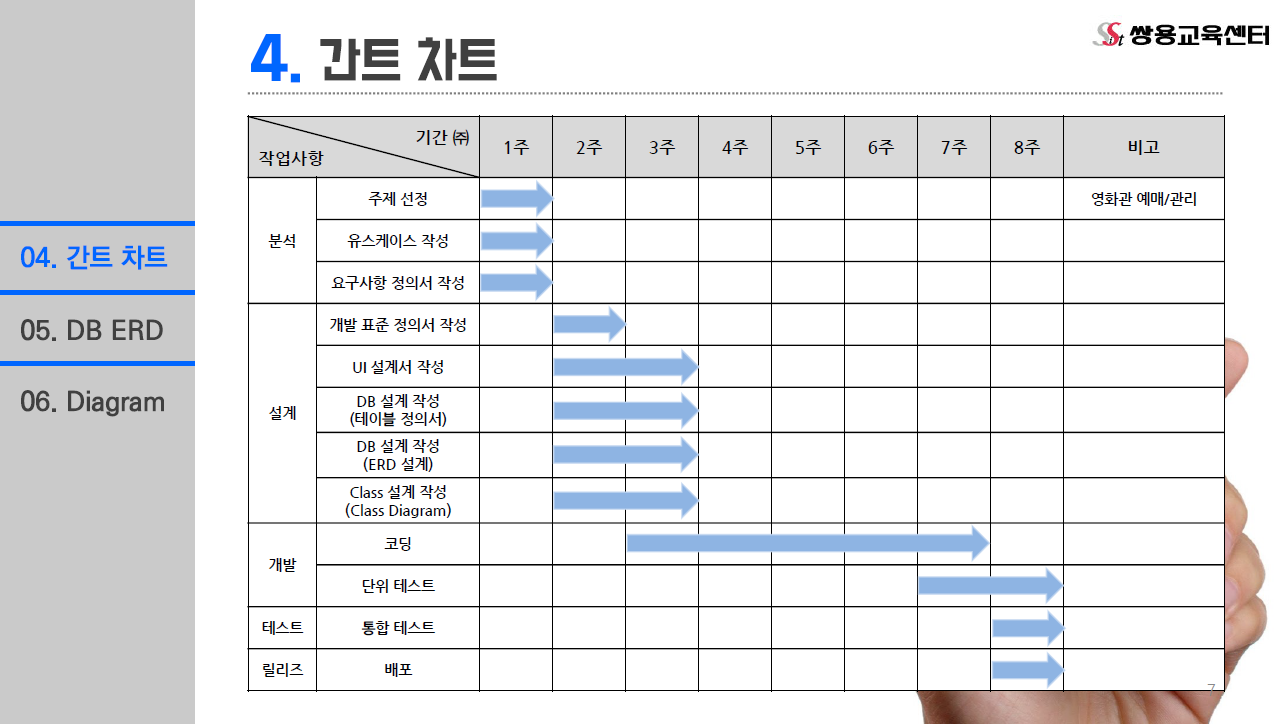 4. 간트 차트
Sist 쌍용교육센터
04. 간트 차트
05. DB ERD
06. Diagram
기간 ㈜
작업사항
1주 2주 3주 4주 5주 6주 7주 8주 비고
분석
주제 선정 영화관 예매/관리
유스케이스 작성
요구사항 정의서 작성
설계
개발 표준 정의서 작성
UI 설계서 작성
DB 설계 작성
(테이블 정의서)
DB 설계 작성
(ERD 설계)
Class 설계 작성
(Class Diagram)
개발
코딩
단위 테스트
테스트 통합 테스트
릴리즈 배포
7